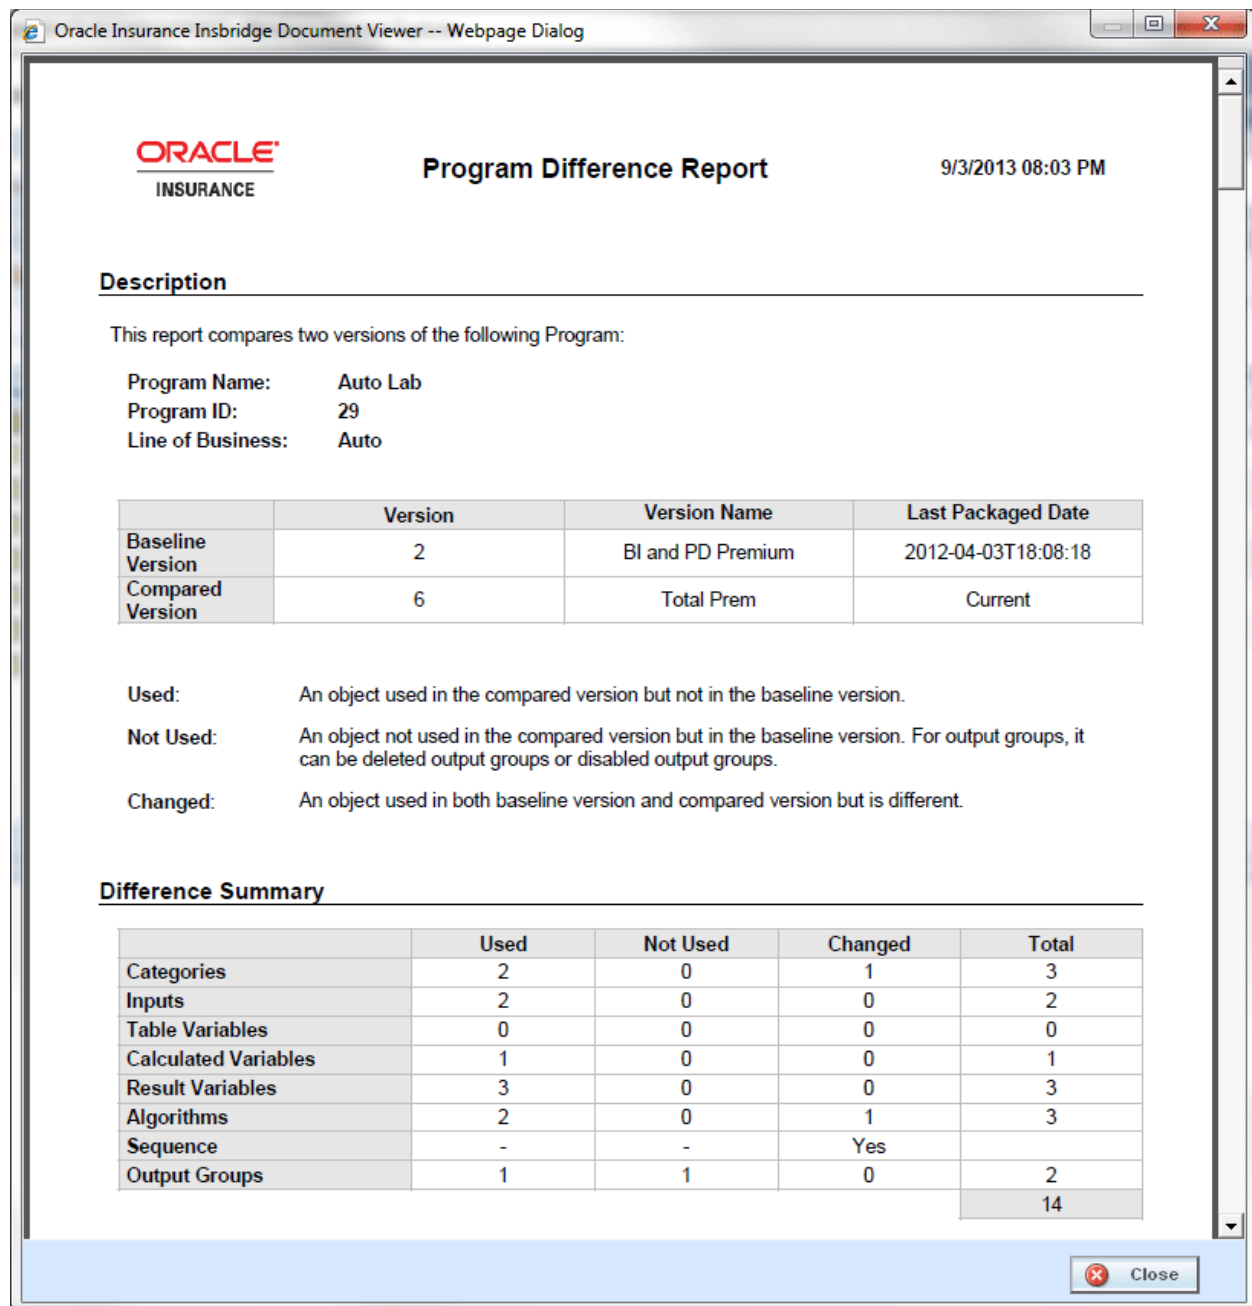 Oracle Insurance Insbridge Document Viewer -- Webpage Dialog
ORACLE
INSURANCE
Program Difference Report
9/3/2013 08:03 PM
Description
This report compares two versions of the following Program:
Program Name: Auto Lab
Program ID: 29
Line of Business: Auto
Version Version Name Last Packaged Date
Baseline
Version 2 BI and PD Premium 2012-04-03T18:08:18
Compared
Version 6 Total Prem Current
Used: An object used in the compared version but not in the baseline version.
Not Used: An object not used in the compared version but in the baseline version. For output groups, it
can be deleted output groups or disabled output groups.
Changed: An object used in both baseline version and compared version but is different.
Difference Summary
Used Not Used Changed Total
Categories 2 0 1 3
Inputs 2 0 0 2
Table Variables 0 0 0 0
Calculated Variables 1 0 0 1
Result Variables 3 0 0 3
Algorithms 2 0 1 3
Sequence - - Yes
Output Groups 1 1 0 2
14
Close